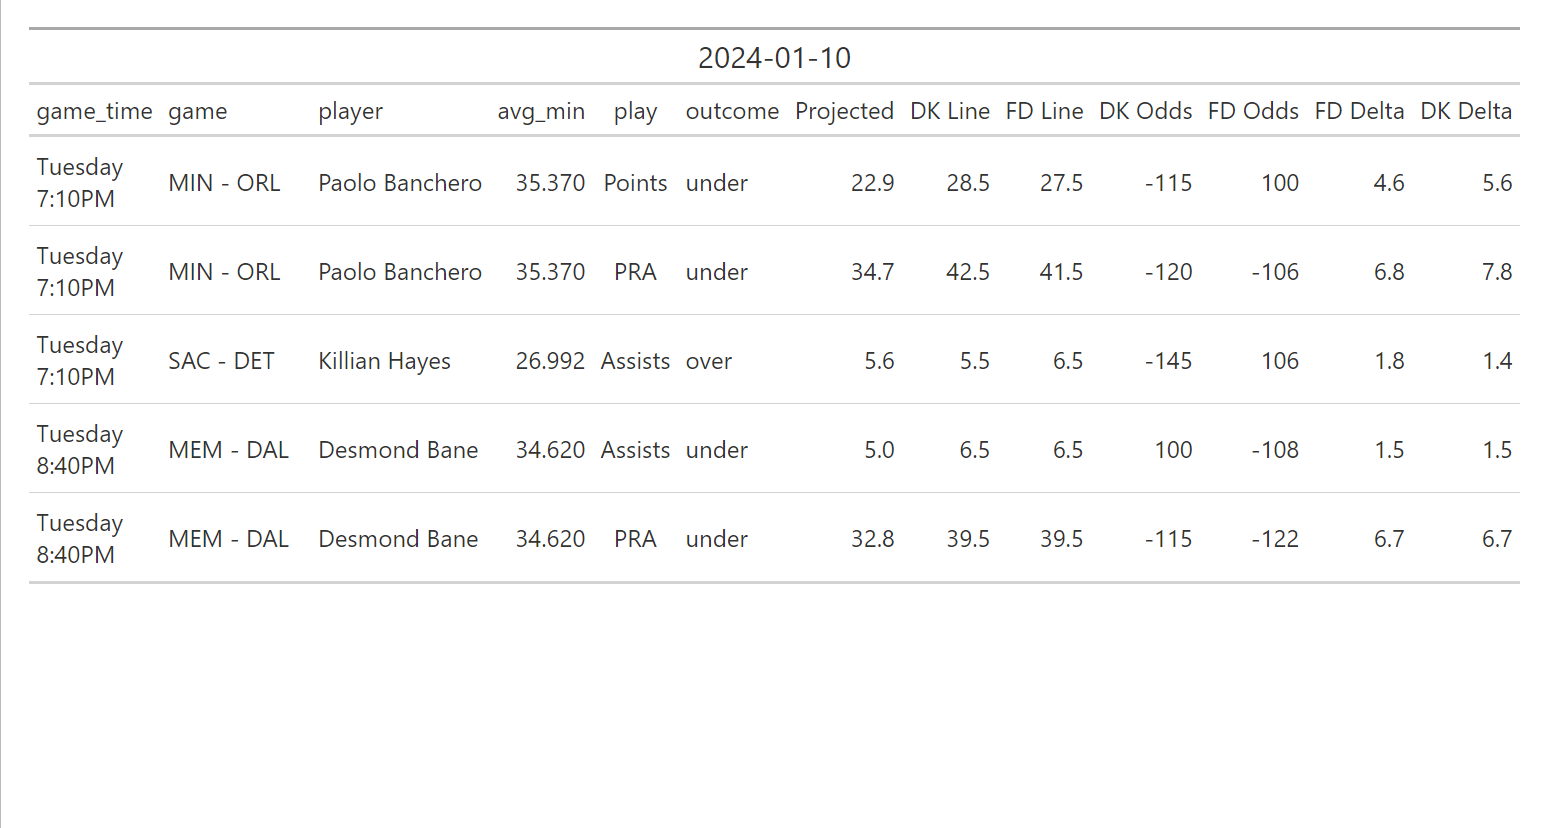 2024-01-10
game_time game player avg_min play outcome Projected DK Line FD Line DK Odds FD Odds FD Delta DK Delta
Tuesday 7:10PM MIN - ORL Paolo Banchero 35.370 Points under 22.9 28.5 27.5 -115 100 4.6 5.6
Tuesday 7:10PM MIN - ORL Paolo Banchero 35.370 PRA under 34.7 42.5 41.5 -120 -106 6.8 7.8
Tuesday 7:10PM SAC - DET Killian Hayes 26.992 Assists over 5.6 5.5 6.5 -145 106 1.8 1.4
Tuesday 8:40PM MEM - DAL Desmond Bane 34.620 Assists under 5.0 6.5 6.5 100 -108 1.5 1.5
Tuesday 8:40PM MEM - DAL Desmond Bane 34.620 PRA under 32.8 39.5 39.5 -115 -122 6.7 6.7